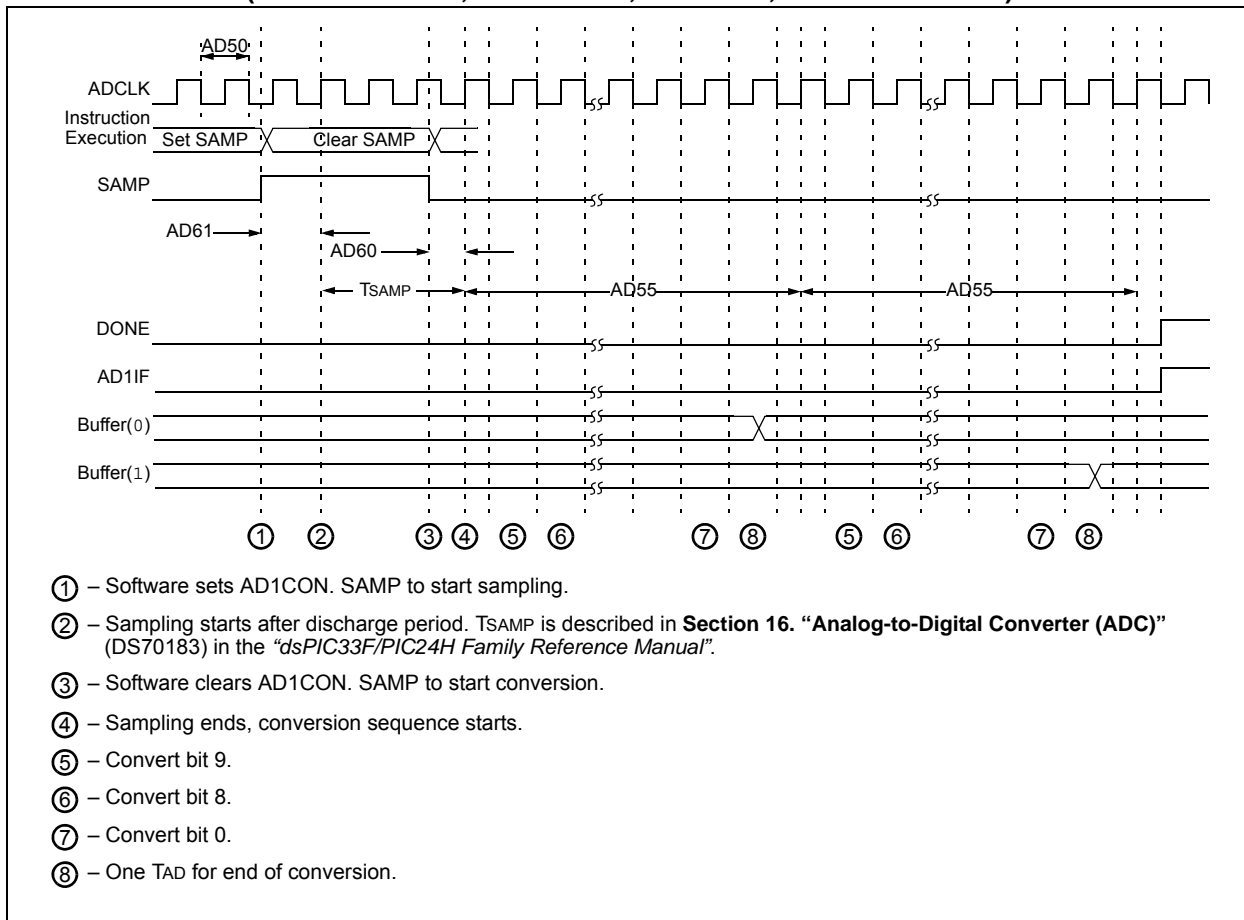 AD50
ADCLK
Instruction
Execution Set SAMP Clear SAMP
SAMP
AD61
AD60
TSAMP AD55 AD55
DONE
AD1IF
Buffer(0)
Buffer(1)
1 2 3 4 5 6 7 8 5 6 7 8
1 – Software sets AD1CON. SAMP to start sampling.
2 – Sampling starts after discharge period. TSAMP is described in Section 16. “Analog-to-Digital Converter (ADC)”
(DS70183) in the “dsPIC33F/PIC24H Family Reference Manual”.
3 – Software clears AD1CON. SAMP to start conversion.
4 – Sampling ends, conversion sequence starts.
5 – Convert bit 9.
6 – Convert bit 8.
7 – Convert bit 0.
8 – One TAD for end of conversion.